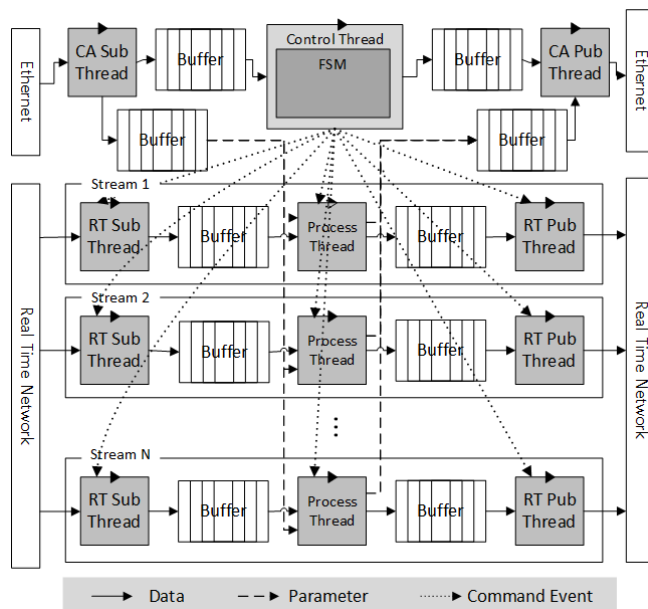 Ethernet
CA Sub
Thread
Buffer
Control Thread
FSM
Buffer
CA Pub
Thread
Ethernet
Buffer
Buffer
Real Time Network
Stream 1
RT Sub
Thread
Buffer
Process
Thread
Buffer
RT Pub
Thread
Real Time Network
Stream 2
RT Sub
Thread
Buffer
Process
Thread
Buffer
RT Pub
Thread
...
Stream N
RT Sub
Thread
Buffer
Process
Thread
Buffer
RT Pub
Thread
Data
Parameter
Command Event